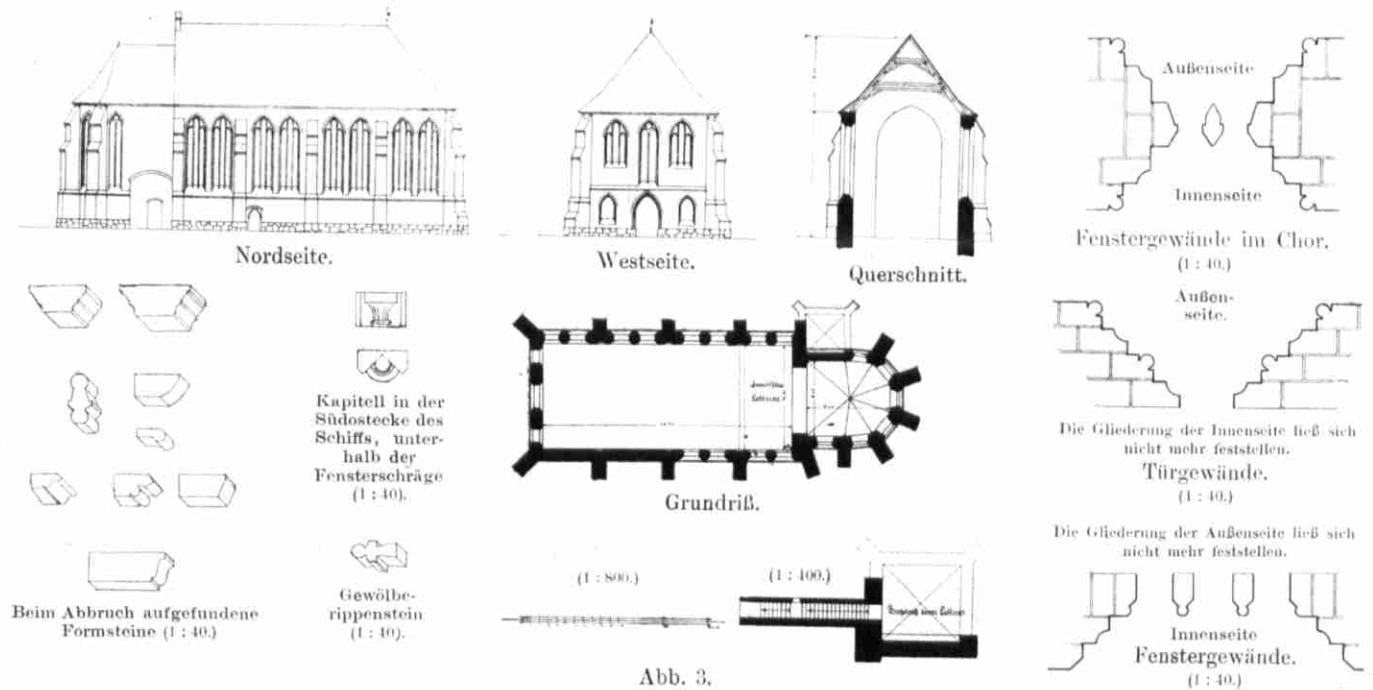 Nordseite.
Westseite.
Querschnitt.
Außenseite
Innenseite
Fenstergewände im Chor.
(1 : 40.)
Kapitell in der
Südostecke des
Schiffs, unter-
halb der
Fensterschräge
(1 : 40).
Grundriß.
Außen-
seite.
Die Gliederung der Innenseite ließ sich
nicht mehr feststellen.
Türgewände.
(1 : 40.)
Beim Abbruch aufgefundene
Formsteine (1 : 40.)
Gewölbe-
rippenstein
(1 : 40).
(1 : 800.)
(1 : 400.)
Die Gliederung der Außenseite ließ sich
nicht mehr feststellen.
Innenseite
Fenstergewände.
(1 : 40.)
Abb. 3.